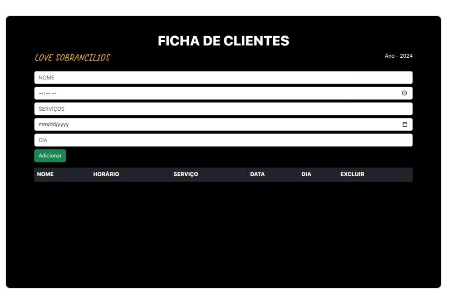 FICHA DE CLIENTES
LOVE SOBRANCILIOS
Ano - 2024
NOME
--:-- --
SERVIÇOS
mm/dd/yyyy
DIA
Adicionar
NOME HORÁRIO SERVIÇO DATA DIA EXCLUIR